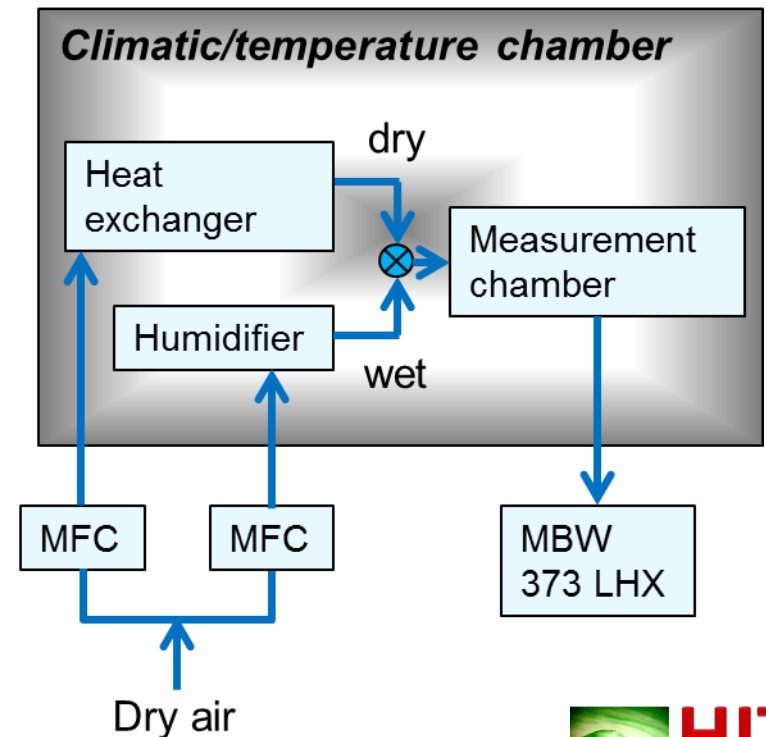 Climatic/temperature chamber
dry
Heat
exchanger
Measurement
chamber
Humidifier
wet
MFC
MFC
MBW
373 LHX
Dry air